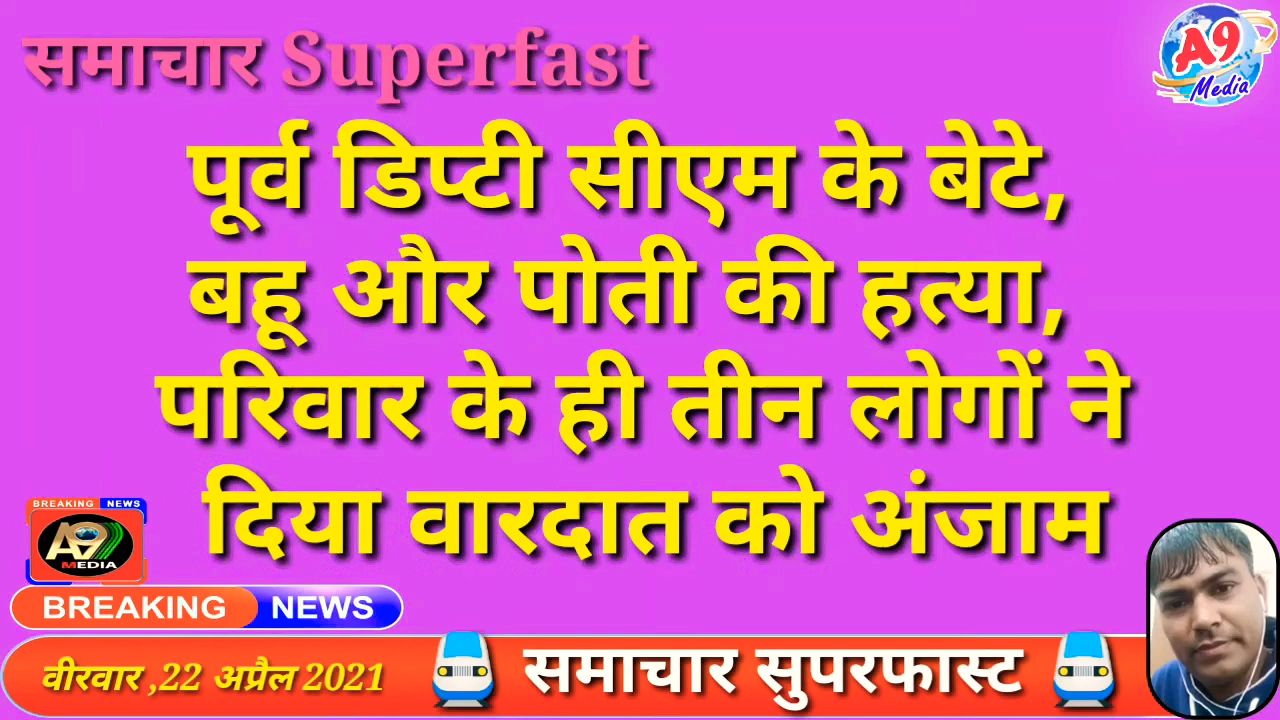 समाचार Superfast
A9
Media
पूर्व डिप्टी सीएम के बेटे,
बहू और पोती की हत्या,
परिवार के ही तीन लोगों ने
दिया वारदात को अंजाम
BREAKING NEWS
A9
MEDIA
BREAKING NEWS
वीरवार ,22 अप्रैल 2021
समाचार सुपरफास्ट